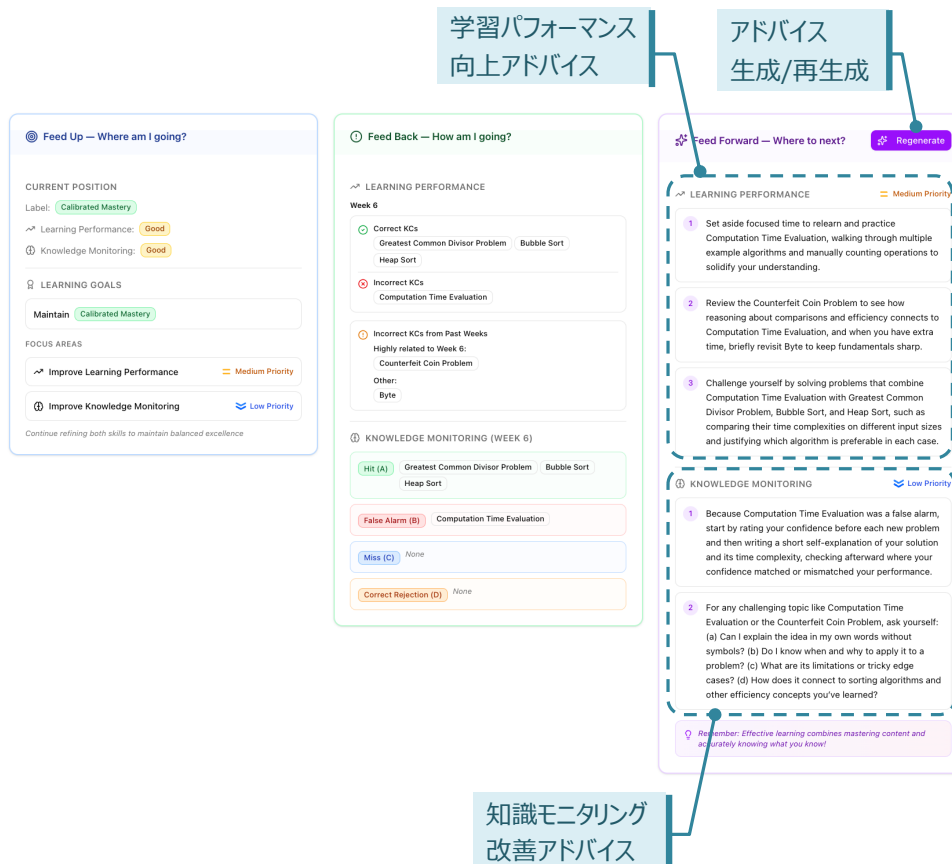 学習パフォーマンス
向上アドバイス
アドバイス
生成/再生成
Feed Up — Where am I going?
CURRENT POSITION
Label: Calibrated Mastery
Learning Performance: Good
Knowledge Monitoring: Good
LEARNING GOALS
Maintain Calibrated Mastery
FOCUS AREAS
Improve Learning Performance Medium Priority
Improve Knowledge Monitoring Low Priority
Continue refining both skills to maintain balanced excellence
Feed Back — How am I going?
LEARNING PERFORMANCE
Week 6
Correct KCs
Greatest Common Divisor Problem Bubble Sort
Heap Sort
Incorrect KCs
Computation Time Evaluation
Incorrect KCs from Past Weeks
Highly related to Week 6:
Counterfeit Coin Problem
Other:
Byte
KNOWLEDGE MONITORING (WEEK 6)
Hit (A) Greatest Common Divisor Problem Bubble Sort
Heap Sort
False Alarm (B) Computation Time Evaluation
Miss (C) None
Correct Rejection (D) None
Feed Forward — Where to next? Regenerate
LEARNING PERFORMANCE Medium Priority
1 Set aside focused time to relearn and practice
Computation Time Evaluation, walking through multiple
example algorithms and manually counting operations to
solidify your understanding.
2 Review the Counterfeit Coin Problem to see how
reasoning about comparisons and efficiency connects to
Computation Time Evaluation, and when you have extra
time, briefly revisit Byte to keep fundamentals sharp.
3 Challenge yourself by solving problems that combine
Computation Time Evaluation with Greatest Common
Divisor Problem, Bubble Sort, and Heap Sort, such as
comparing their time complexities on different input sizes
and justifying which algorithm is preferable in each case.
KNOWLEDGE MONITORING Low Priority
1 Because Computation Time Evaluation was a false alarm,
start by rating your confidence before each new problem
and then writing a short self-explanation of your solution
and its time complexity, checking afterward where your
confidence matched or mismatched your performance.
2 For any challenging topic like Computation Time
Evaluation or the Counterfeit Coin Problem, ask yourself:
(a) Can I explain the idea in my own words without
symbols? (b) Do I know when and why to apply it to a
problem? (c) What are its limitations or tricky edge
cases? (d) How does it connect to sorting algorithms and
other efficiency concepts you've learned?
Remember: Effective learning combines mastering content and
accurately knowing what you know!
知識モニタリング
改善アドバイス